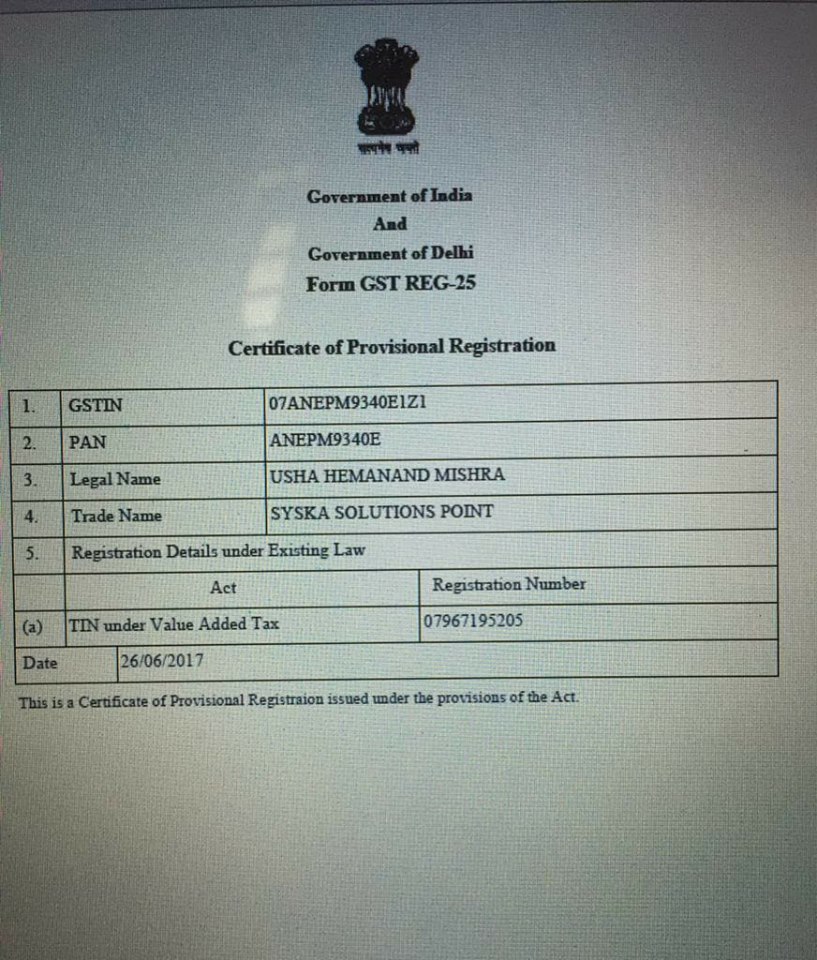 सत्यमेव जयते
Government of India
And
Government of Delhi
Form GST REG-25
Certificate of Provisional Registration
1. GSTIN 07ANEPM9340E1Z1
2. PAN ANEPM9340E
3. Legal Name USHA HEMANAND MISHRA
4. Trade Name SYSKA SOLUTIONS POINT
5. Registration Details under Existing Law
Act Registration Number
(a) TIN under Value Added Tax 07967195205
Date 26/06/2017
This is a Certificate of Provisional Registraion issued under the provisions of the Act.